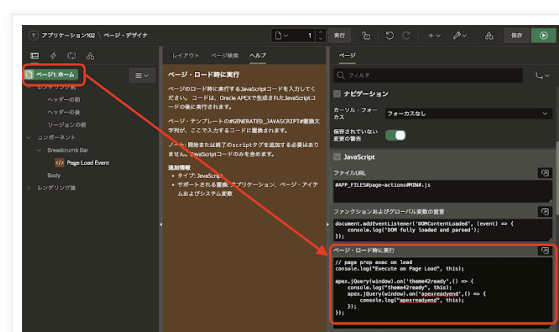 アプリケーション102 \ ページ・デザイナ
1
実行
保存
ページ1: ホーム
レンダリング前
ヘッダーの前
ヘッダーの後
リージョンの前
コンポーネント
Breadcrumb Bar
Page Load Event
Body
レンダリング後
レイアウト
ページ検索
ヘルプ
ページ・ロード時に実行
ページのロード時に実行するJavaScriptコードを入力してく
ださい。コードは、Oracle APEXで生成されたJavaScriptコ
ードの後に実行されます。
ページ・テンプレートの#GENERATED_JAVASCRIPT#置換文
字列が、ここで入力するコードに置換されます。
ノート: 開始または終了のscriptタグを追加する必要はあり
ません。JavaScriptコードのみを含めます。
追加情報
• タイプ: JavaScript
• サポートされる置換: アプリケーション、ページ・アイテ
ムおよびシステム変数
ページ
フィルタ
ナビゲーション
カーソル・フォー
カス
フォーカスなし
保存されていない
変更の警告
JavaScript
ファイルURL
#APP_FILES#page-actions#MIN#.js
ファンクションおよびグローバル変数の宣言
document.addEventListener('DOMContentLoaded', (event) => {
console.log('DOM fully loaded and parsed');
});
ページ・ロード時に実行
// page prop exec on load
console.log("Execute on Page Load", this);
apex.jQuery(window).on('theme42ready',() => {
console.log("theme42ready", this);
apex.jQuery(window).on('apexreadyend',() => {
console.log("apexreadyend", this);
});
});